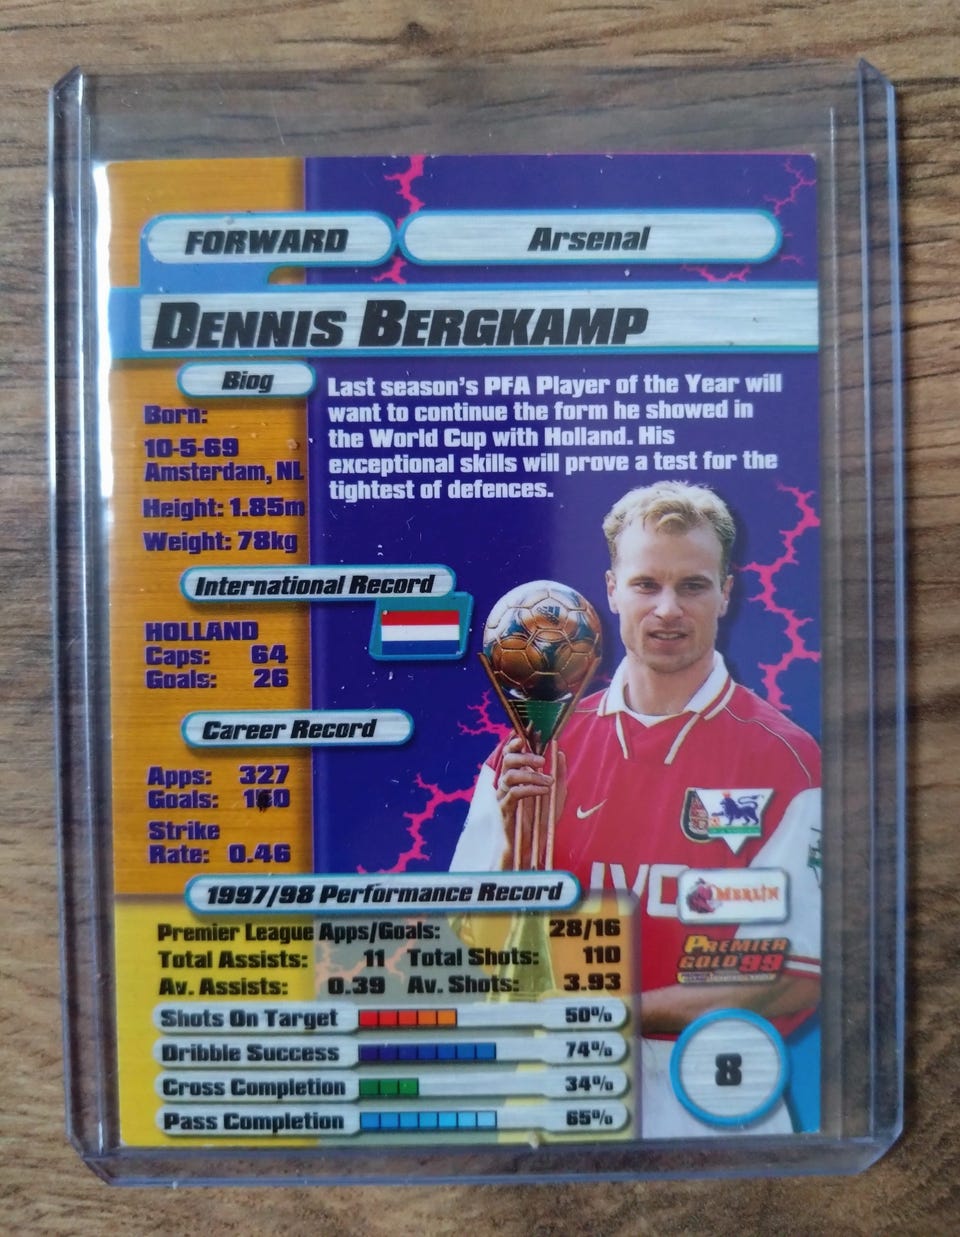 FORWARD
Arsenal
DENNIS BERGKAMP
Biog
Born:
10-5-69
Amsterdam, NL
Height: 1.85m
Weight: 78kg
Last season's PFA Player of the Year will
want to continue the form he showed in
the World Cup with Holland. His
exceptional skills will prove a test for the
tightest of defences.
International Record
HOLLAND
Caps: 64
Goals: 26
Career Record
Apps: 327
Goals:
Strike
Rate: 0.46
1997/98 Performance Record
Premier League Apps/Goals: 28/16
Total Assists: 11 Total Shots: 110
Av. Assists: 0.39 Av. Shots: 3.93
Shots On Target 50%
Dribble Success 74%
Cross Completion 34%
Pass Completion 65%
JVC
MERLIN
PREMIER
GOLD 99
8